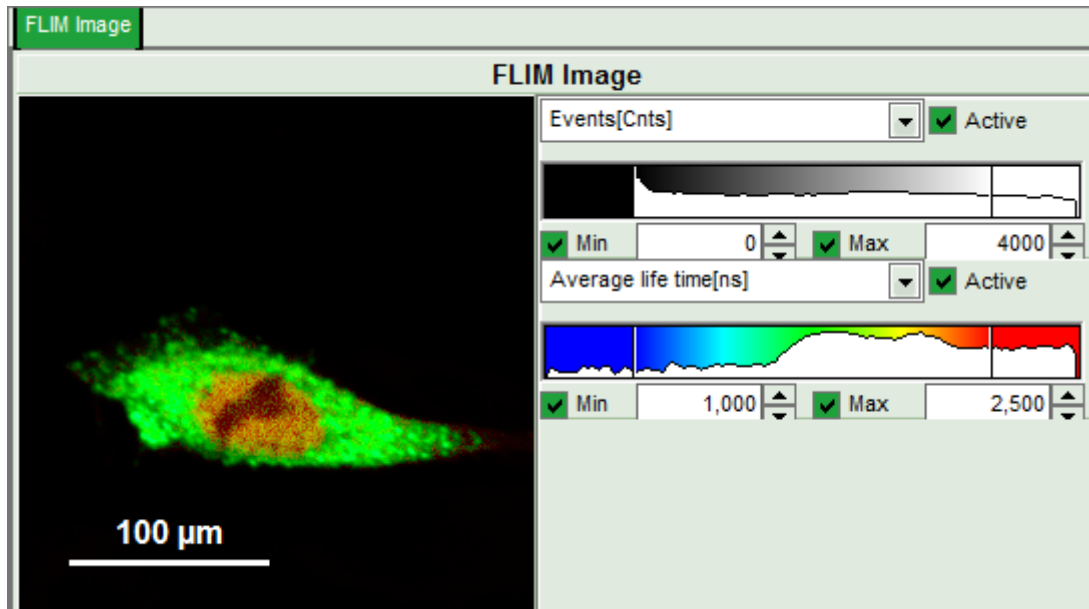 FLIM Image
FLIM Image
Events[Cnts] Active
Min 0 Max 4000
Average life time[ns] Active
Min 1,000 Max 2,500
100 µm